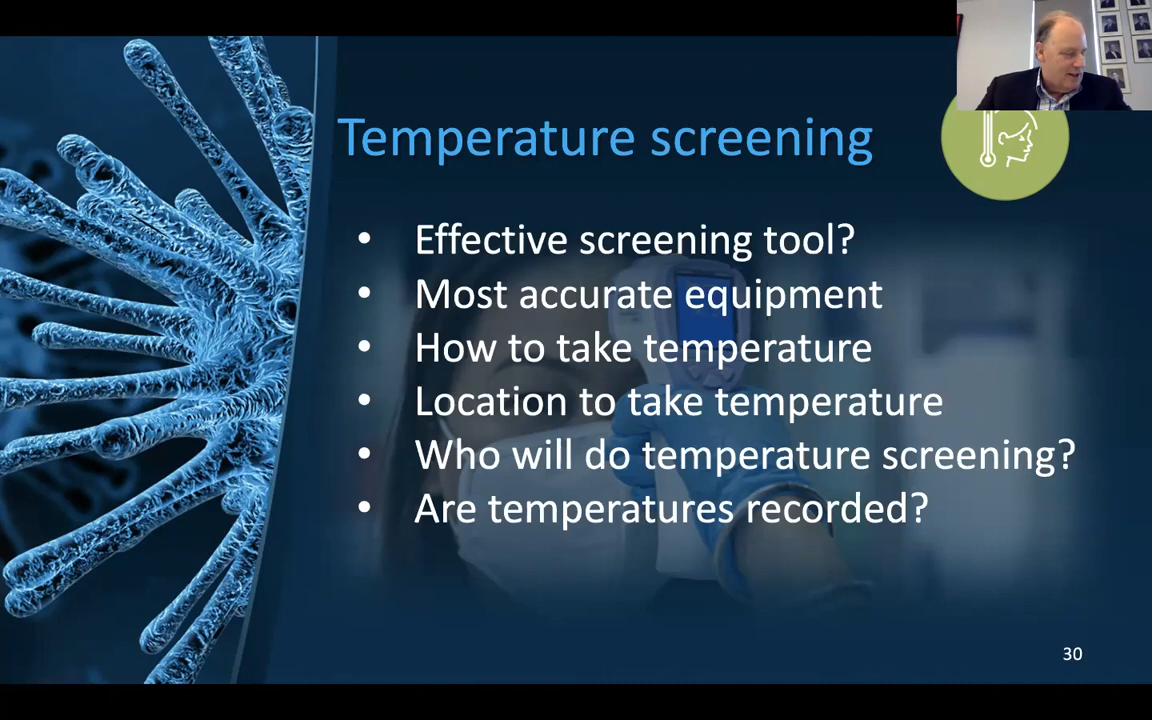 Temperature screening
• Effective screening tool?
• Most accurate equipment
• How to take temperature
• Location to take temperature
• Who will do temperature screening?
• Are temperatures recorded?
30